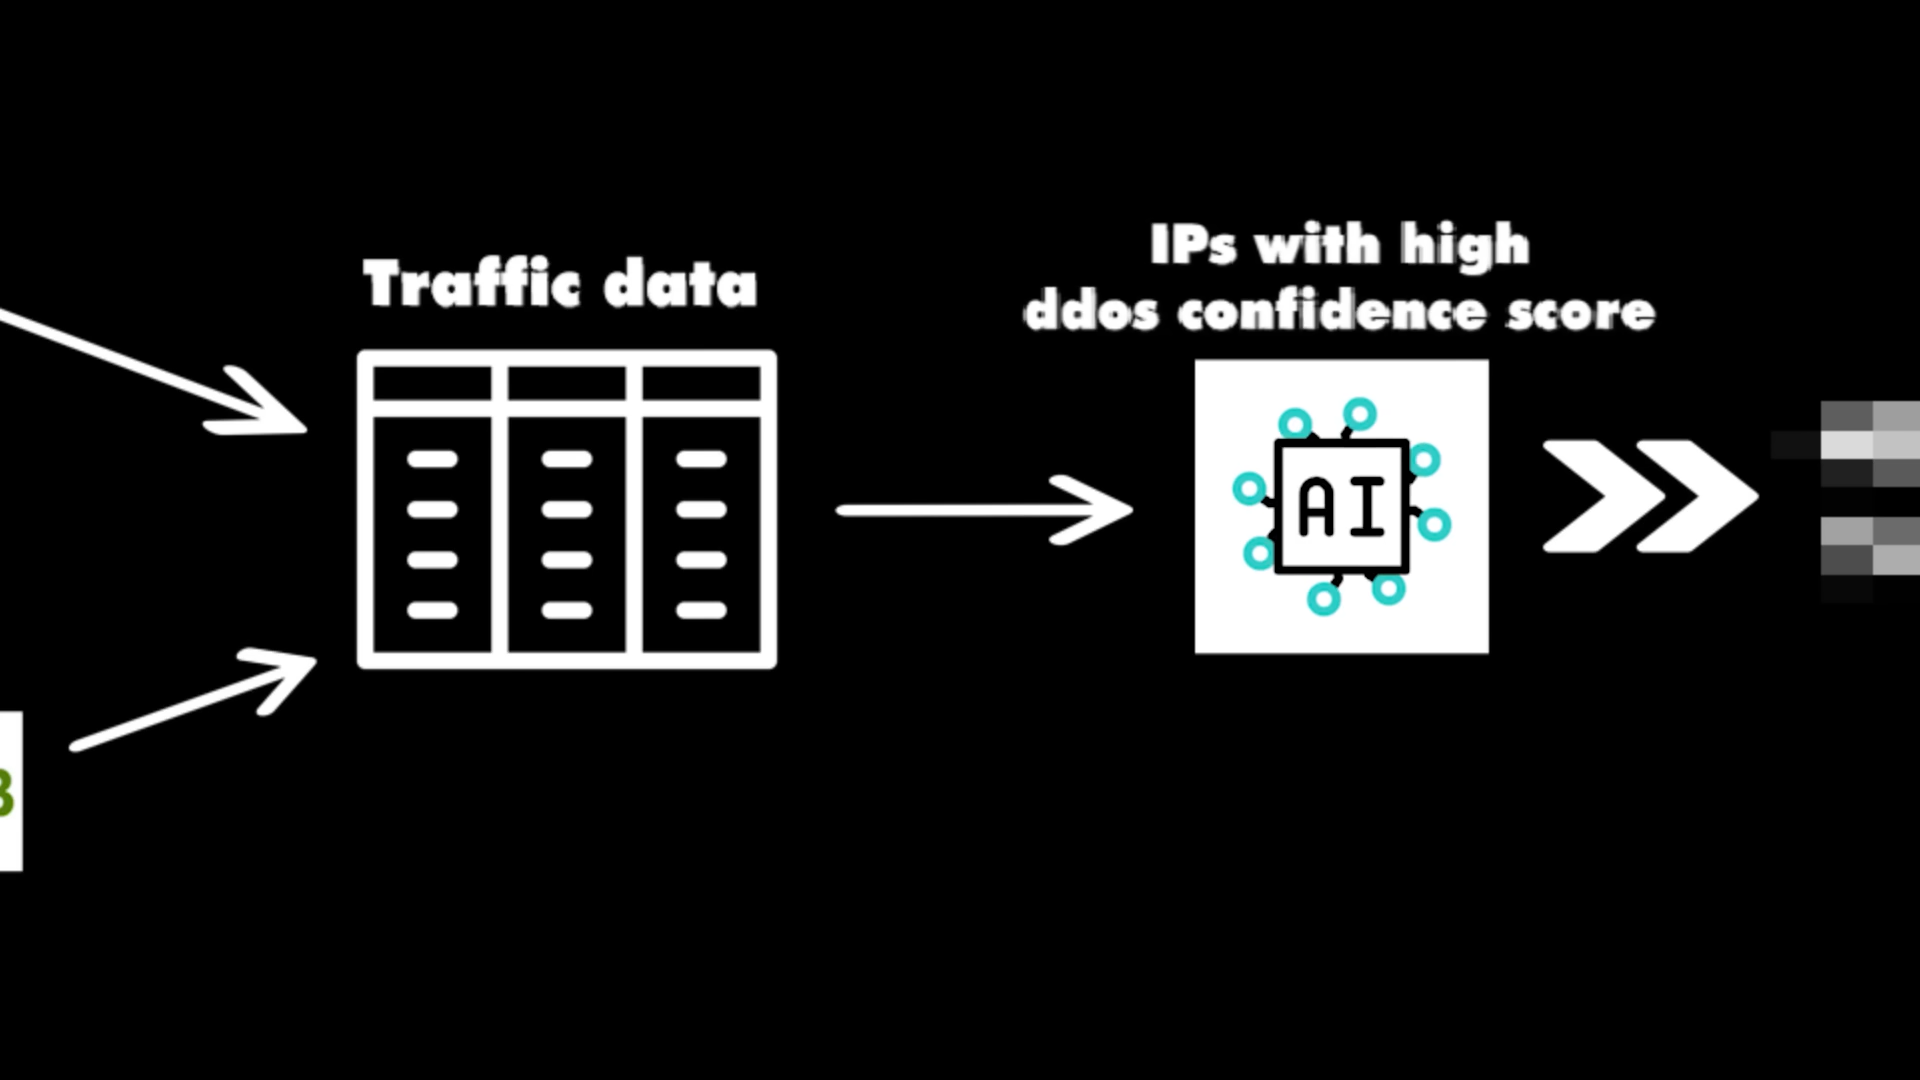 Traffic data
IPs with high
ddos confidence score
AI
B